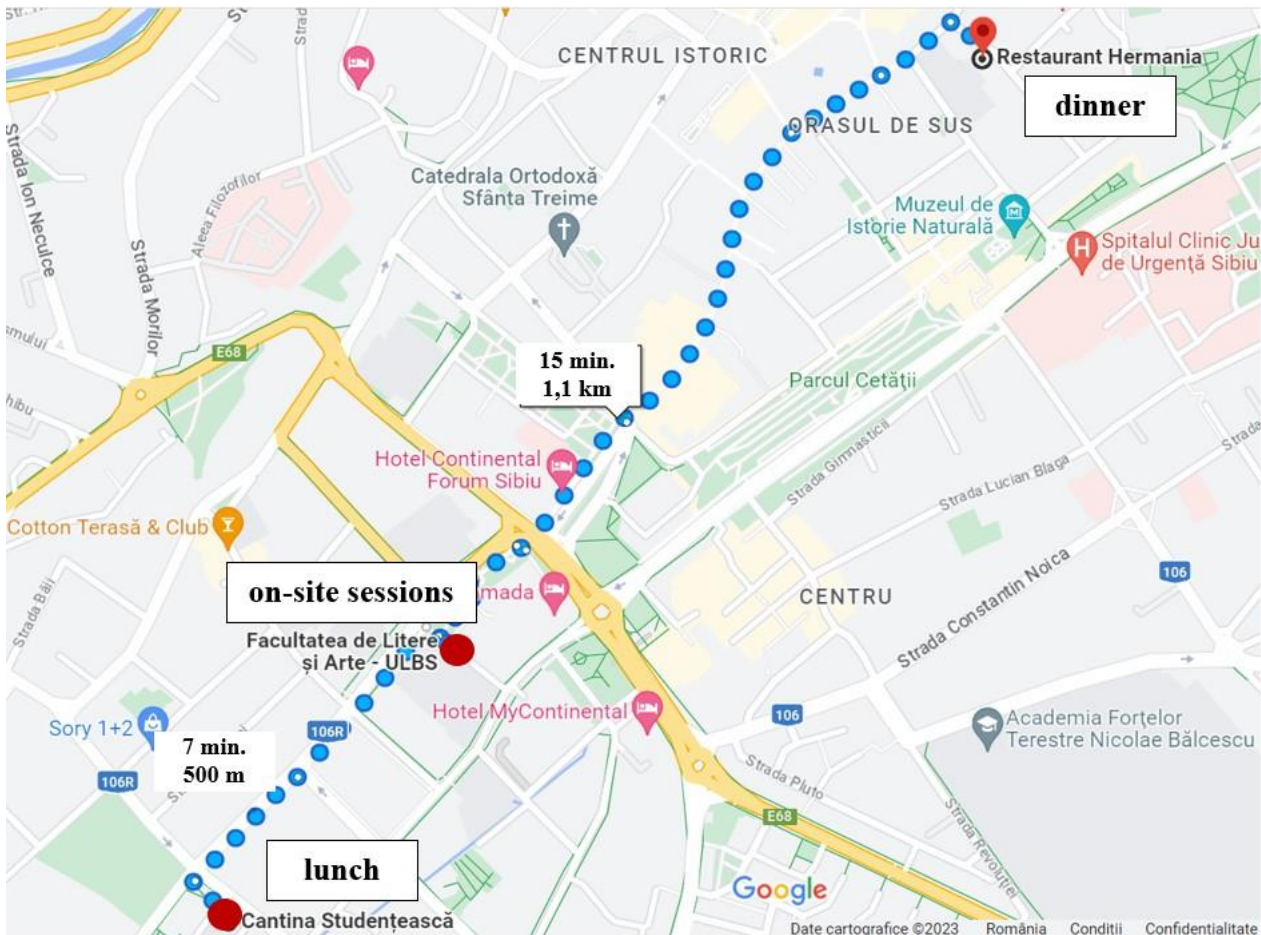 CENTRUL ISTORIC
Restaurant Hermania
dinner
ORASUL DE SUS
Strada Ion Neculce
Strada Morilor
Aleea Filozofilor
Catedrala Ortodoxă
Sfânta Treime
Muzeul de
Istorie Naturală
Spitalul Clinic Ju
de Urgență Sibiu
E68
15 min.
1,1 km
Parcul Cetății
Strada Gimnasticii
Hotel Continental
Forum Sibiu
Strada Lucian Blaga
Strada
Cotton Terasă & Club
Strada Băii
on-site sessions
mada
CENTRU
Strada Constantin Noica
106
Facultatea de Litere
și Arte - ULBS
Hotel MyContinental
106
Academia Forțelor
Terestre Nicolae Bălcescu
Sory 1+2
106R
7 min.
500 m
106R
Strada Pluto
E68
Strada Revoluției
lunch
Cantina Studențească
Google
Date cartografice ©2023 România Condiții Confidențialitate